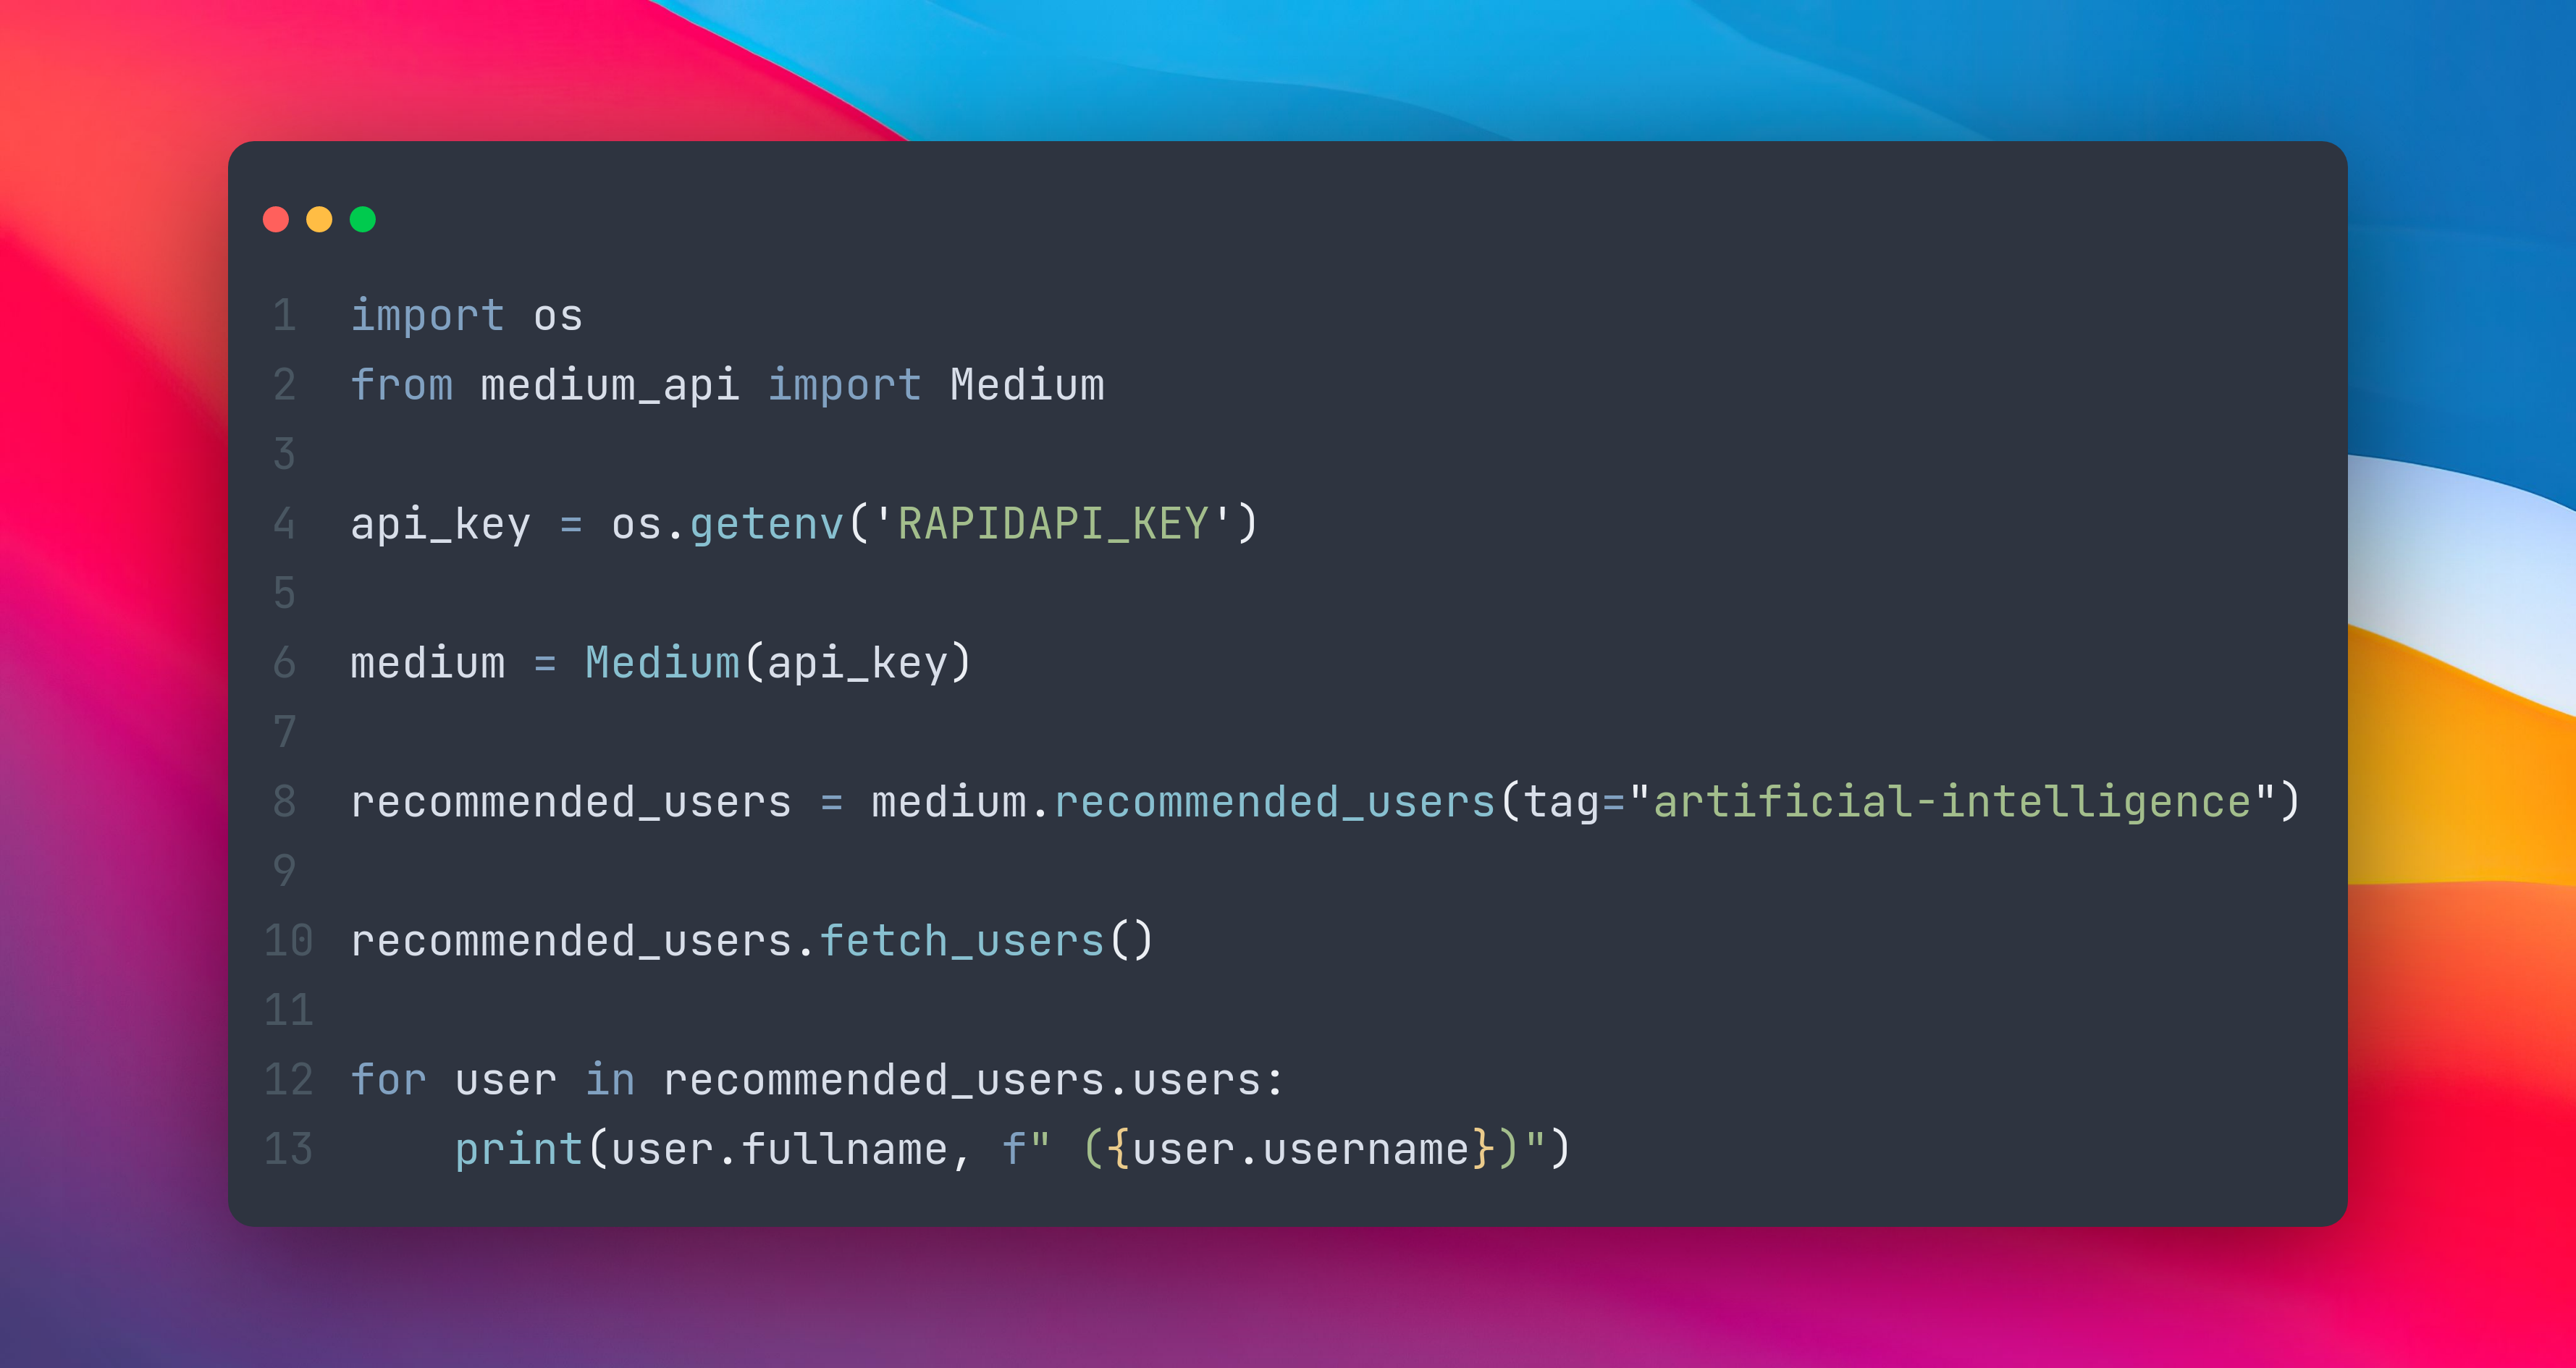 1 import os
2 from medium_api import Medium
3
4 api_key = os.getenv('RAPIDAPI_KEY')
5
6 medium = Medium(api_key)
7
8 recommended_users = medium.recommended_users(tag="artificial-intelligence")
9
10 recommended_users.fetch_users()
11
12 for user in recommended_users.users:
13     print(user.fullname, f" ({user.username})")